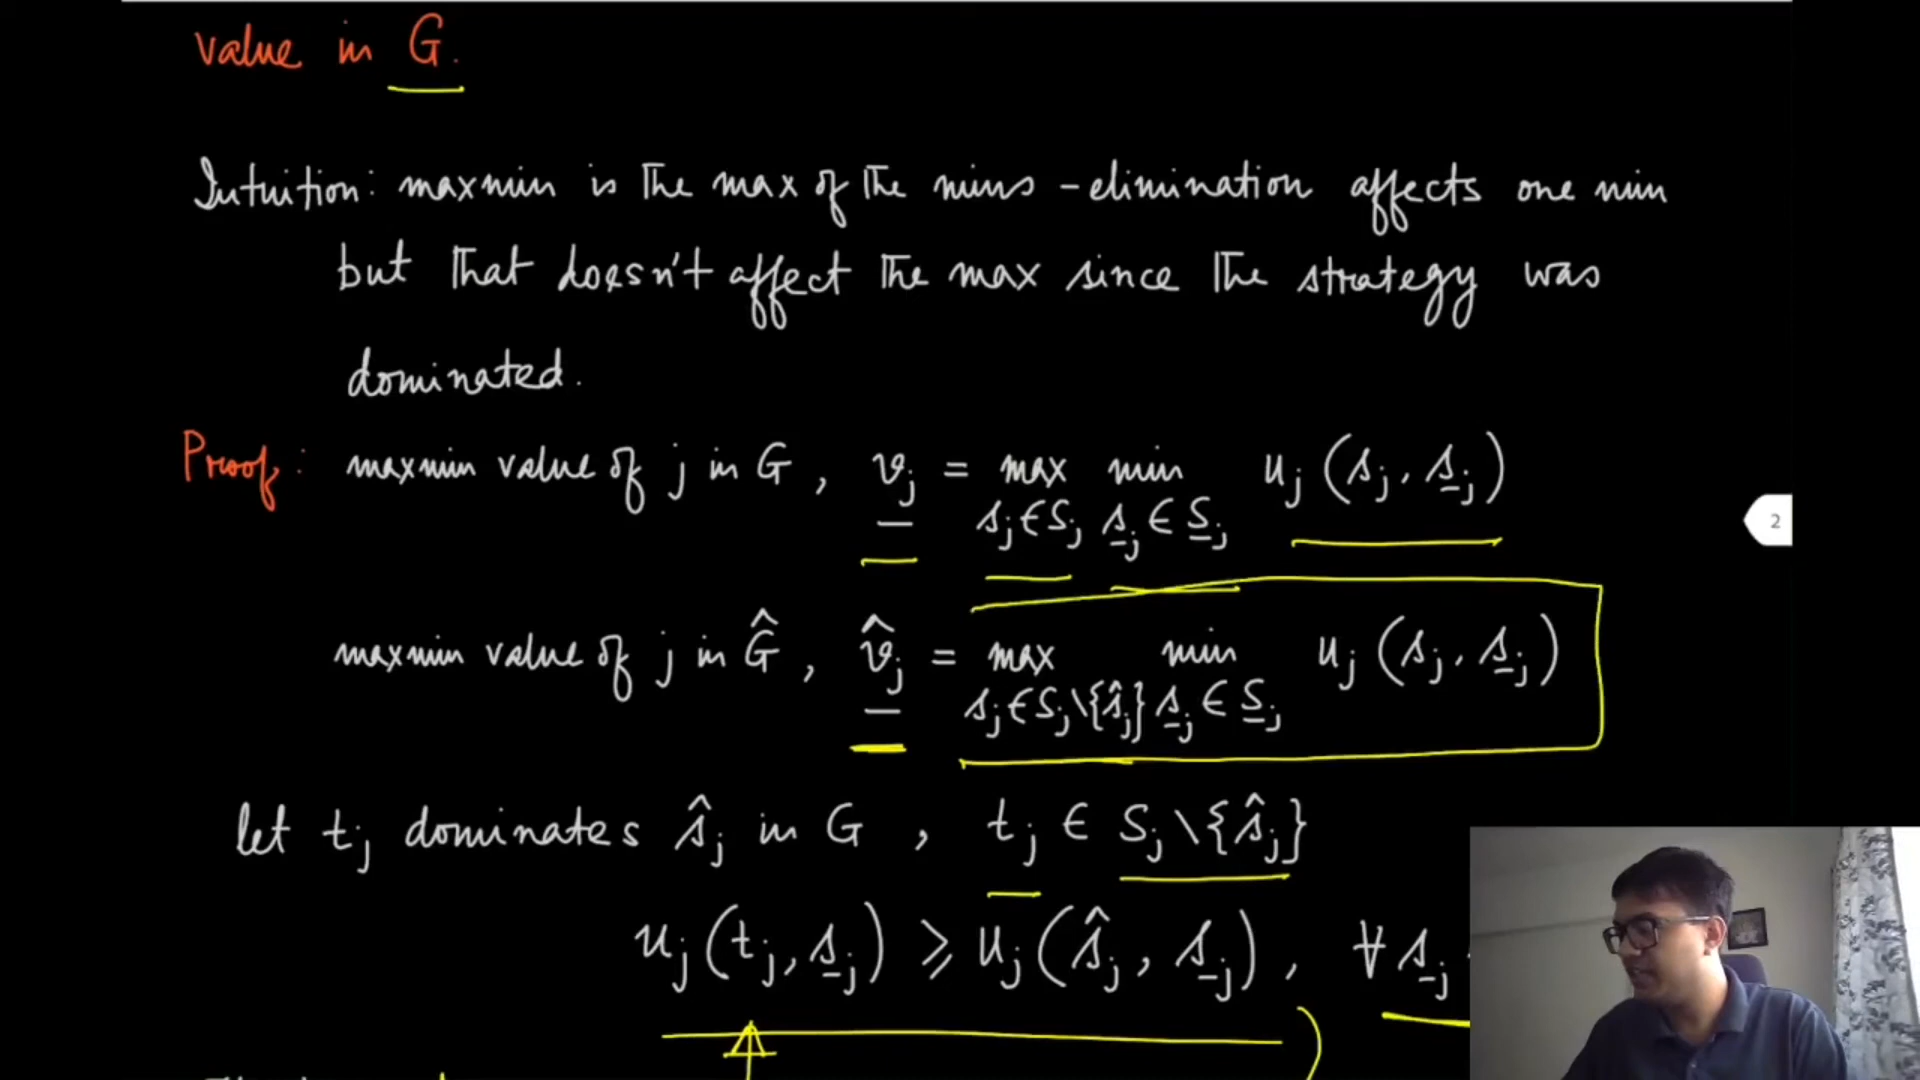 value in G.
Intuition: maxmin is the max of the mins - elimination affects one min
but that doesn't affect the max since the strategy was
dominated.
Proof: maxmin value of j in G, v̲_j = max_{s_j ∈ S_j} min_{s_{-j} ∈ S_{-j}} u_j (s_j, s_{-j})
2
maxmin value of j in Ĝ, v̲̂_j = max_{s_j ∈ S_j\{ŝ_j}} min_{s_{-j} ∈ S_{-j}} u_j (s_j, s_{-j})
let t_j dominates ŝ_j in G, t_j ∈ S_j\{ŝ_j}
u_j (t_j, s_{-j}) ⩾ u_j (ŝ_j, s_{-j}), ∀ s_{-j}